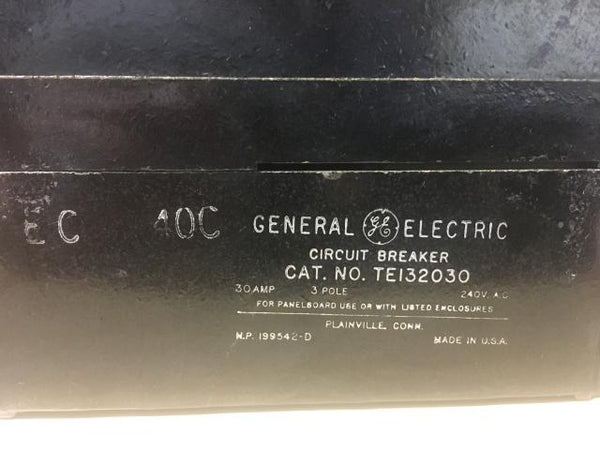 EC 40C GENERAL GE ELECTRIC
CIRCUIT BREAKER
CAT. NO. TE132030
30 AMP 3 POLE 240V. A.C
FOR PANELBOARD USE OR WITH LISTED ENCLOSURES
PLAINVILLE, CONN.
N.P. 199542-D MADE IN U.S.A.